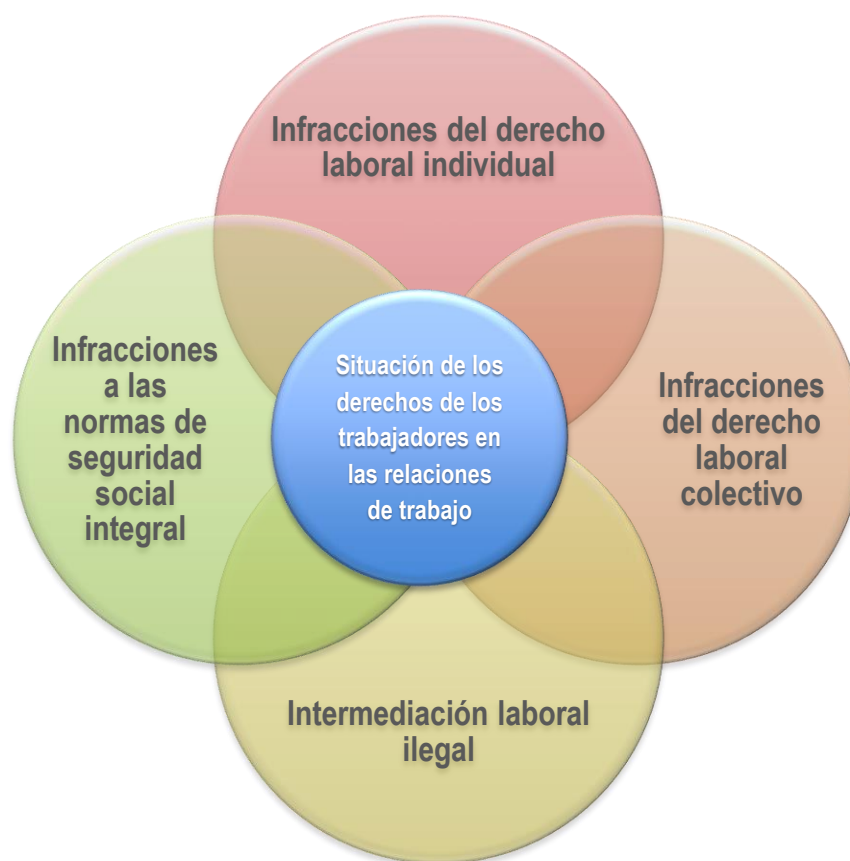 Infracciones del derecho
laboral individual
Infracciones
a las
normas de
seguridad
social
integral
Situación de los
derechos de los
trabajadores en
las relaciones
de trabajo
Infracciones
del derecho
laboral
colectivo
Intermediación laboral
ilegal